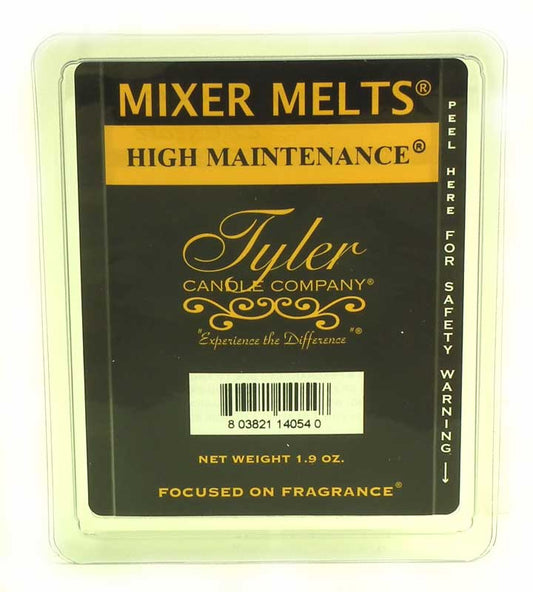 MIXER MELTS®
HIGH MAINTENANCE®
Tyler
CANDLE COMPANY®
"Experience the Difference"®
8 03821 14054 0
NET WEIGHT 1.9 OZ.
FOCUSED ON FRAGRANCE®
PEEL HERE FOR SAFETY WARNING →